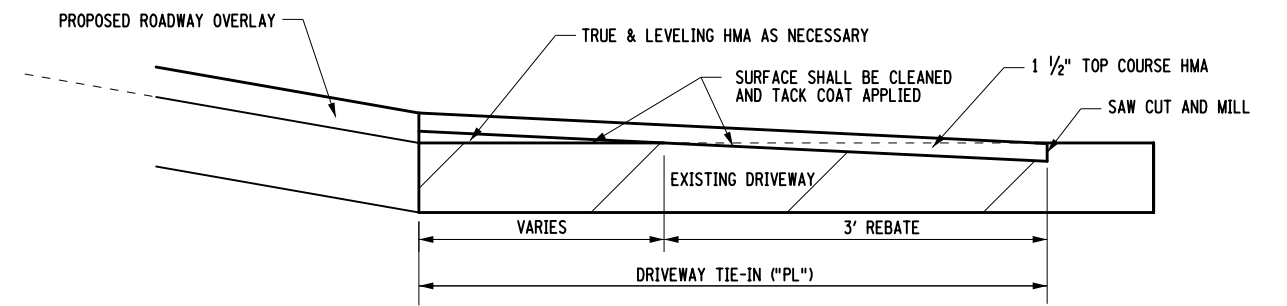 PROPOSED ROADWAY OVERLAY
TRUE & LEVELING HMA AS NECESSARY
SURFACE SHALL BE CLEANED
AND TACK COAT APPLIED
1 1/2" TOP COURSE HMA
SAW CUT AND MILL
EXISTING DRIVEWAY
VARIES
3' REBATE
DRIVEWAY TIE-IN ("PL")